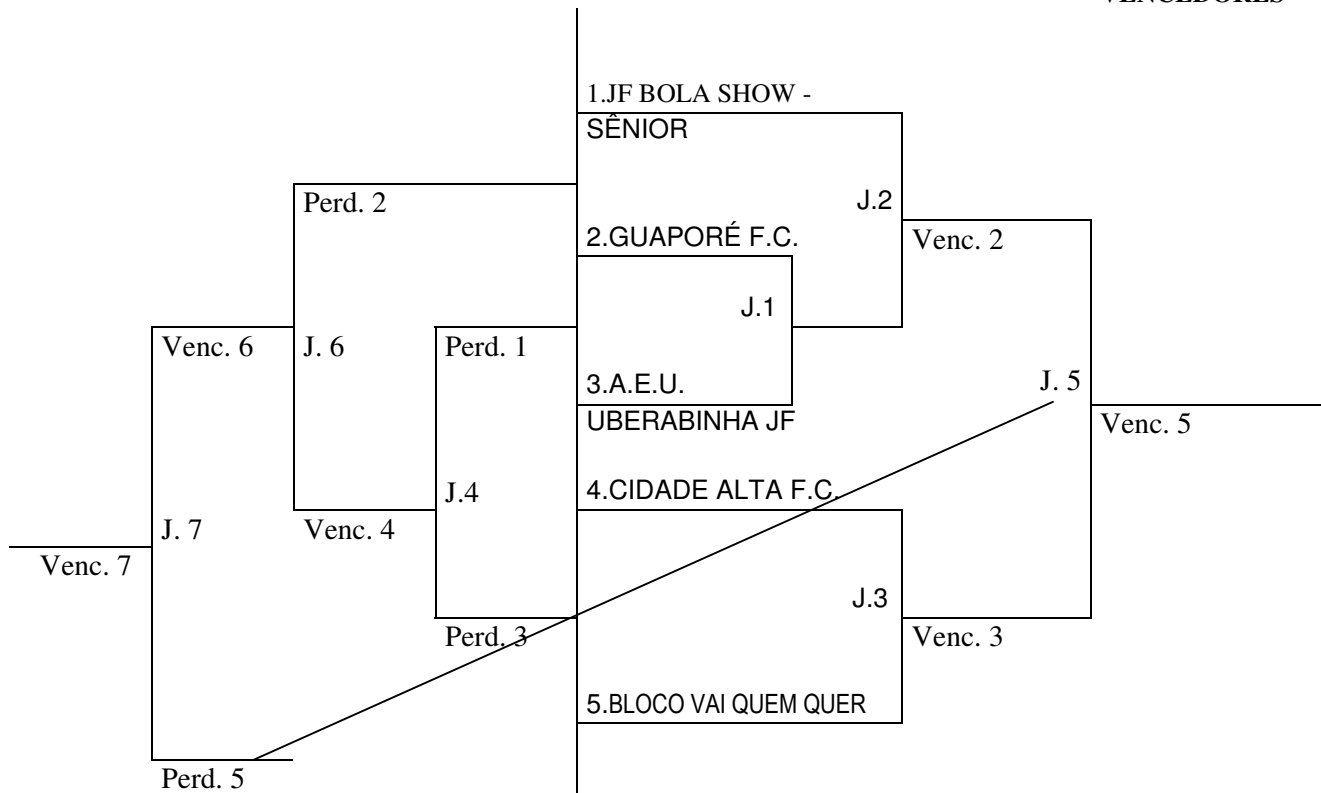 VENCEDORES
1.JF BOLA SHOW -
SÊNIOR
Perd. 2
J.2
2.GUAPORÉ F.C.
Venc. 2
J.1
Venc. 6
J. 6
Perd. 1
3.A.E.U.
J. 5
UBERABINHA JF
Venc. 5
J.4
4.CIDADE ALTA F.C.
J. 7
Venc. 4
Venc. 7
J.3
Perd. 3
Venc. 3
5.BLOCO VAI QUEM QUER
Perd. 5